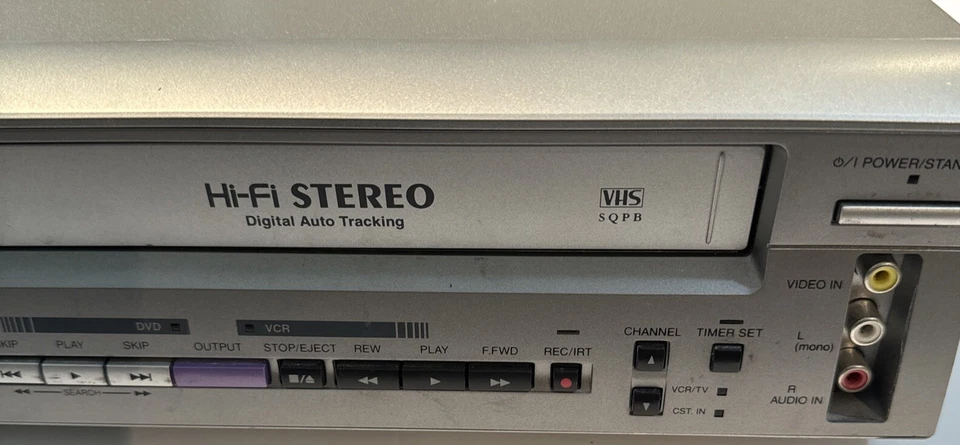 Hi-Fi STEREO
Digital Auto Tracking
VHS
SQPB
⏻/I POWER/STAN
VIDEO IN
L
(mono)
R
AUDIO IN
DVD
VCR
KIP PLAY SKIP OUTPUT STOP/EJECT REW PLAY F.FWD REC/IRT
SEARCH
CHANNEL TIMER SET
VCR/TV
CST. IN